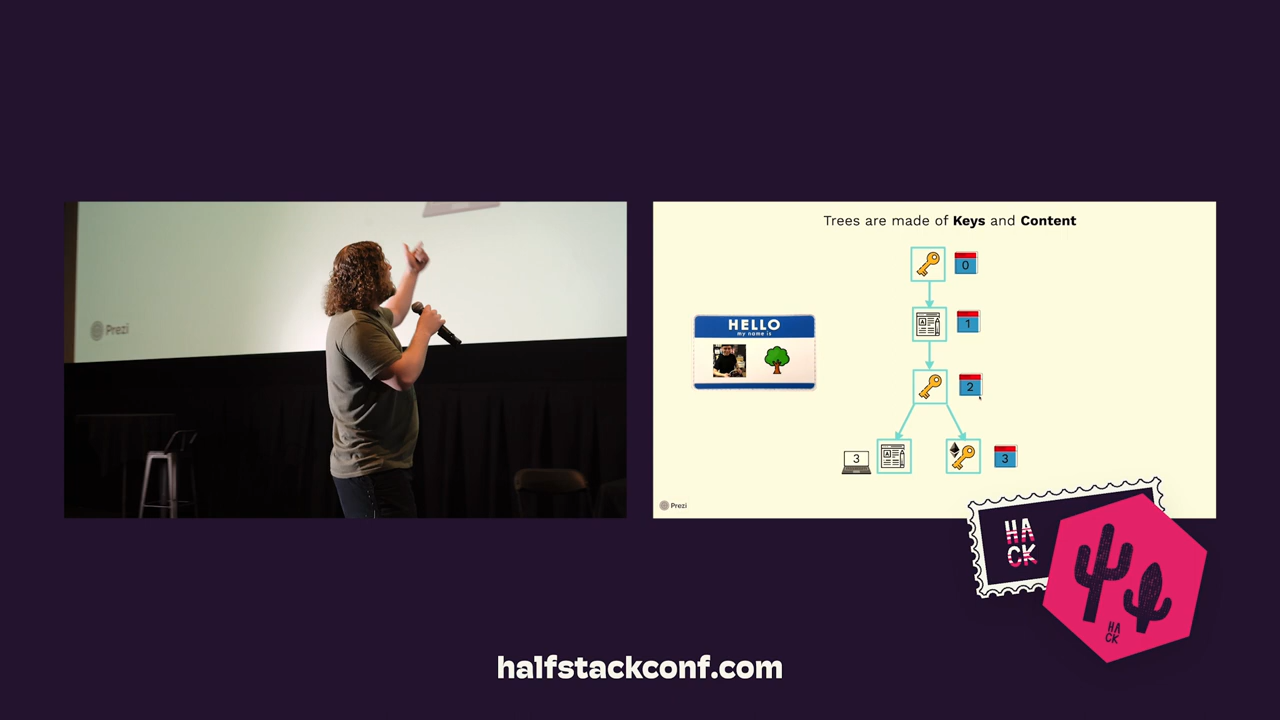 Prezi
Trees are made of Keys and Content
0
HELLO
my name is
1
2
3
3
Prezi
HA
CK
HA
CK
halfstackconf.com